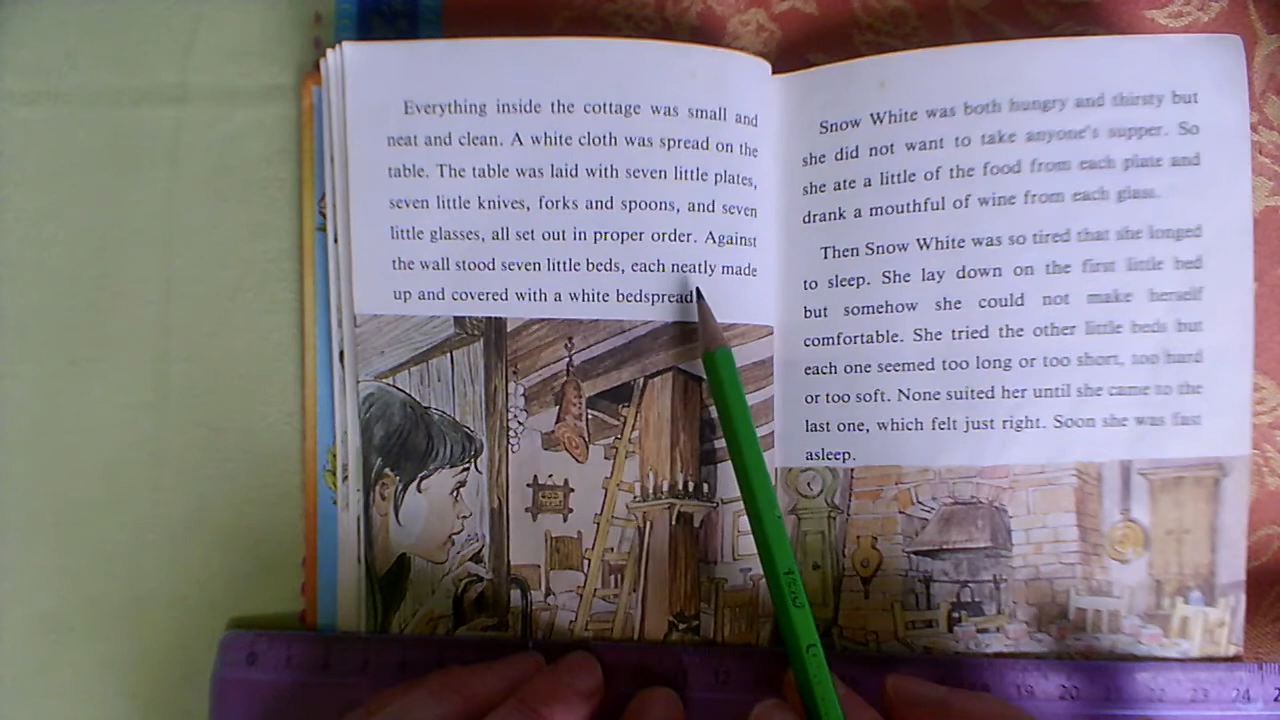 Everything inside the cottage was small and
neat and clean. A white cloth was spread on the
table. The table was laid with seven little plates,
seven little knives, forks and spoons, and seven
little glasses, all set out in proper order. Against
the wall stood seven little beds, each neatly made
up and covered with a white bedspread
Snow White was both hungry and thirsty but
she did not want to take anyone's supper. So
she ate a little of the food from each plate and
drank a mouthful of wine from each glass.
Then Snow White was so tired that she longed
to sleep. She lay down on the first little bed
but somehow she could not make herself
comfortable. She tried the other little beds but
each one seemed too long or too short, too hard
or too soft. None suited her until she came to the
last one, which felt just right. Soon she was fast
asleep.
0
12
19 20 22 23 24